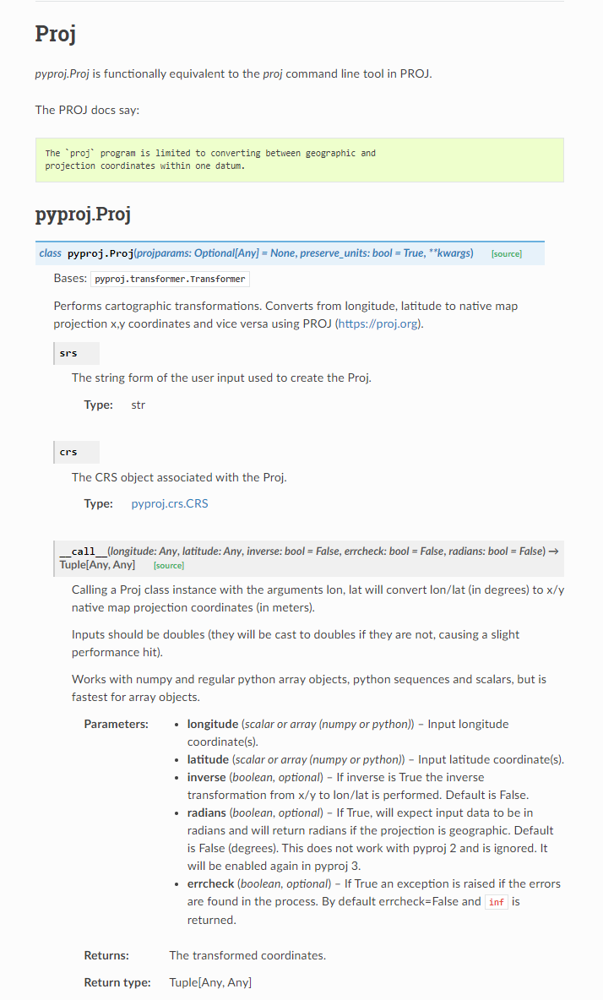 Proj
pyproj.Proj is functionally equivalent to the proj command line tool in PROJ.
The PROJ docs say:
The `proj` program is limited to converting between geographic and
projection coordinates within one datum.
pyproj.Proj
class pyproj.Proj(projparams: Optional[Any] = None, preserve_units: bool = True, **kwargs) [source]
Bases: pyproj.transformer.Transformer
Performs cartographic transformations. Converts from longitude, latitude to native map
projection x,y coordinates and vice versa using PROJ (https://proj.org).
srs
The string form of the user input used to create the Proj.
Type: str
crs
The CRS object associated with the Proj.
Type: pyproj.crs.CRS
__call__(longitude: Any, latitude: Any, inverse: bool = False, errcheck: bool = False, radians: bool = False) →
Tuple[Any, Any] [source]
Calling a Proj class instance with the arguments lon, lat will convert lon/lat (in degrees) to x/y
native map projection coordinates (in meters).
Inputs should be doubles (they will be cast to doubles if they are not, causing a slight
performance hit).
Works with numpy and regular python array objects, python sequences and scalars, but is
fastest for array objects.
Parameters: • longitude (scalar or array (numpy or python)) – Input longitude
coordinate(s).
• latitude (scalar or array (numpy or python)) – Input latitude coordinate(s).
• inverse (boolean, optional) – If inverse is True the inverse
transformation from x/y to lon/lat is performed. Default is False.
• radians (boolean, optional) – If True, will expect input data to be in
radians and will return radians if the projection is geographic. Default
is False (degrees). This does not work with pyproj 2 and is ignored. It
will be enabled again in pyproj 3.
• errcheck (boolean, optional) – If True an exception is raised if the errors
are found in the process. By default errcheck=False and inf is
returned.
Returns: The transformed coordinates.
Return type: Tuple[Any, Any]